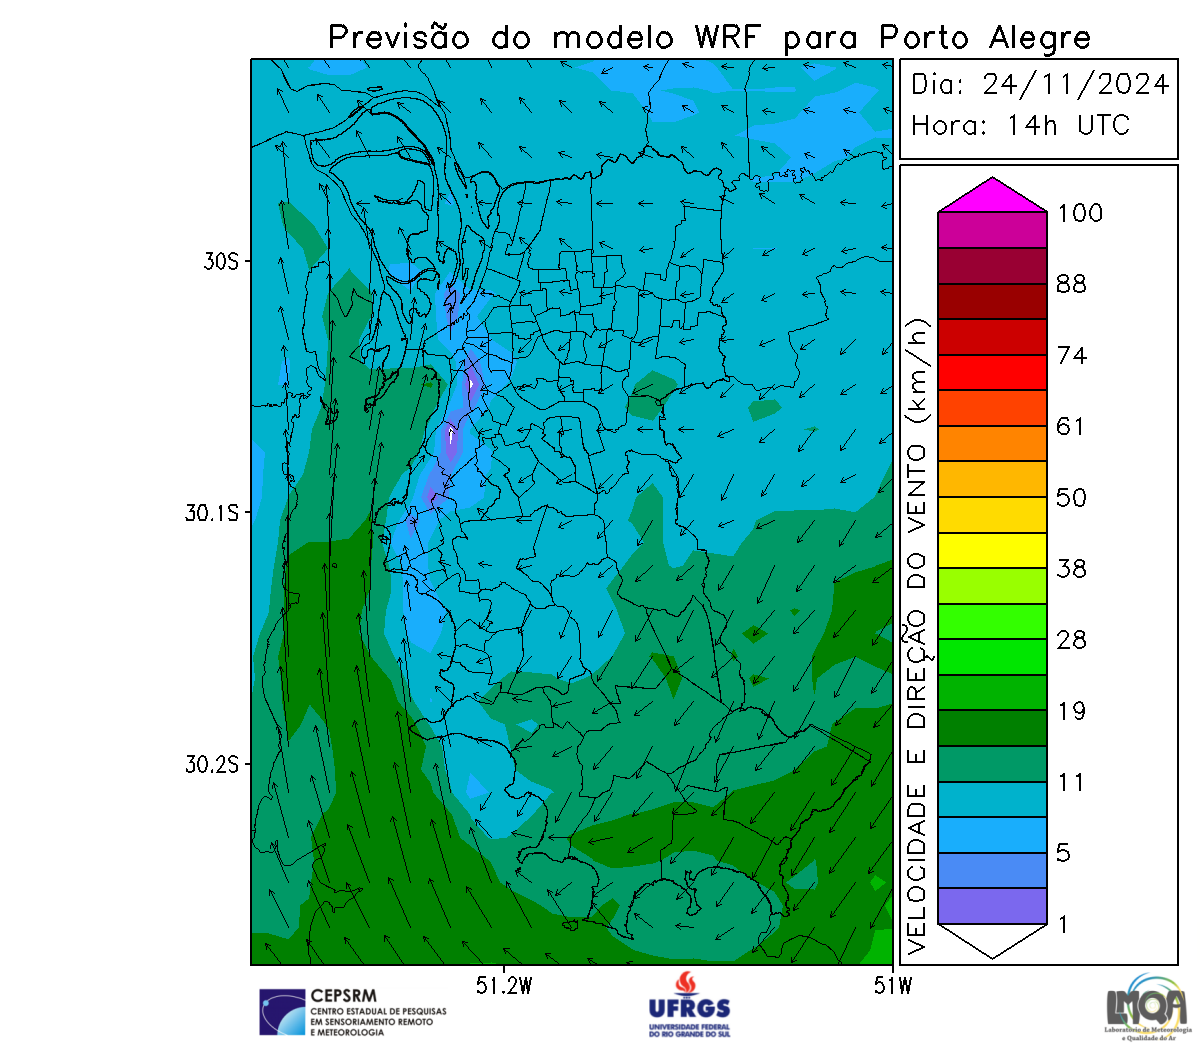 Previsão do modelo WRF para Porto Alegre
Dia: 24/11/2024
Hora: 14h UTC
30S
30.1S
30.2S
51.2W
51W
VELOCIDADE E DIREÇÃO DO VENTO (km/h)
100
88
74
61
50
38
28
19
11
5
1
CEPSRM
CENTRO ESTADUAL DE PESQUISAS
EM SENSORIAMENTO REMOTO
E METEOROLOGIA
UFRGS
UNIVERSIDADE FEDERAL
DO RIO GRANDE DO SUL
LMQA
Laboratório de Meteorologia
e Qualidade do Ar